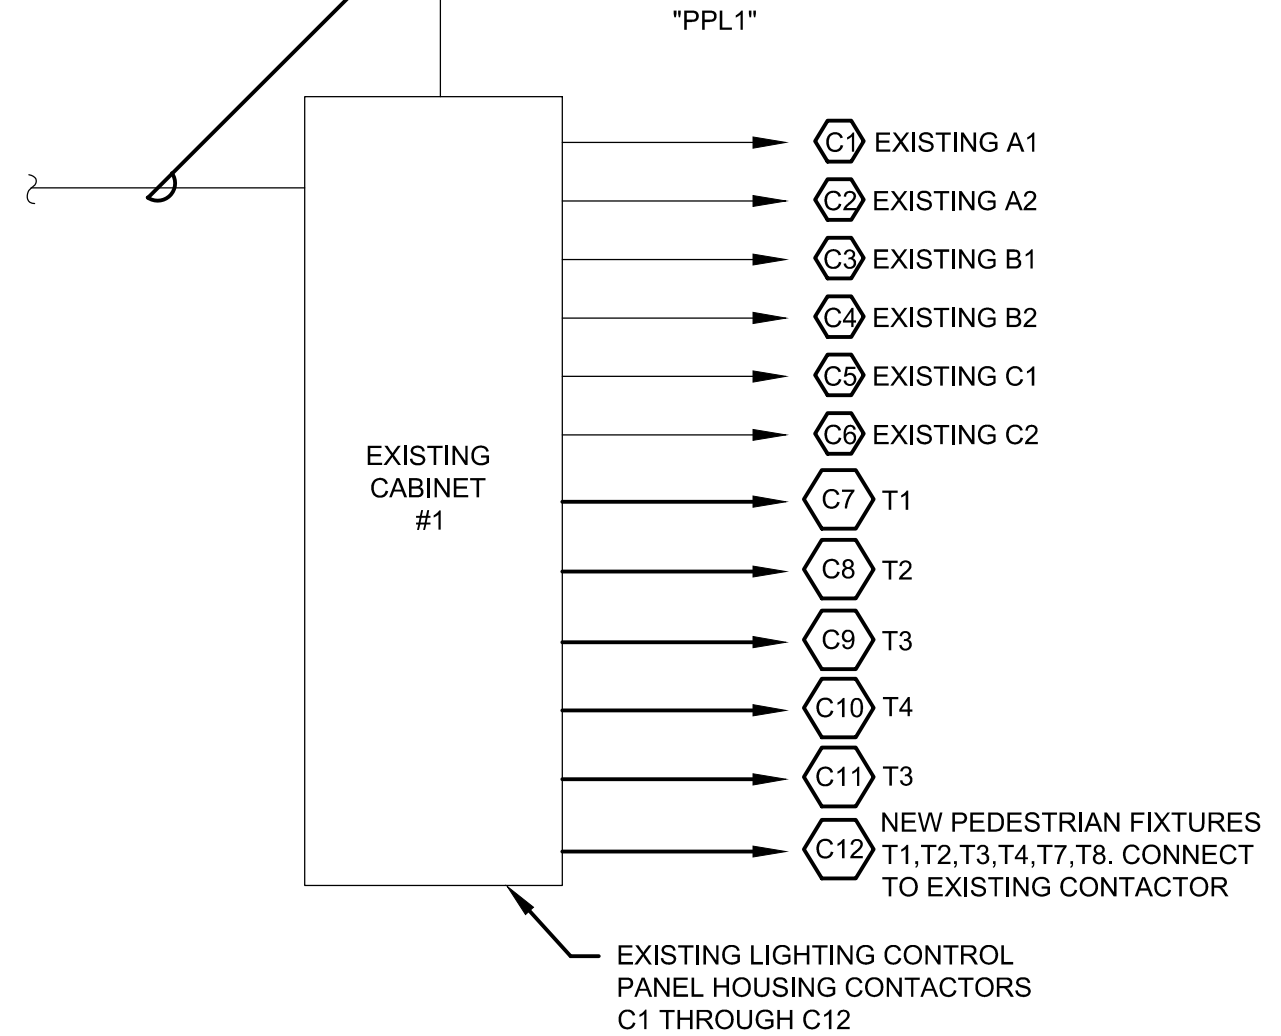 "PPL1"
C1 EXISTING A1
C2 EXISTING A2
C3 EXISTING B1
C4 EXISTING B2
C5 EXISTING C1
C6 EXISTING C2
EXISTING
CABINET
#1
C7 T1
C8 T2
C9 T3
C10 T4
C11 T3
C12
NEW PEDESTRIAN FIXTURES
T1,T2,T3,T4,T7,T8. CONNECT
TO EXISTING CONTACTOR
EXISTING LIGHTING CONTROL
PANEL HOUSING CONTACTORS
C1 THROUGH C12